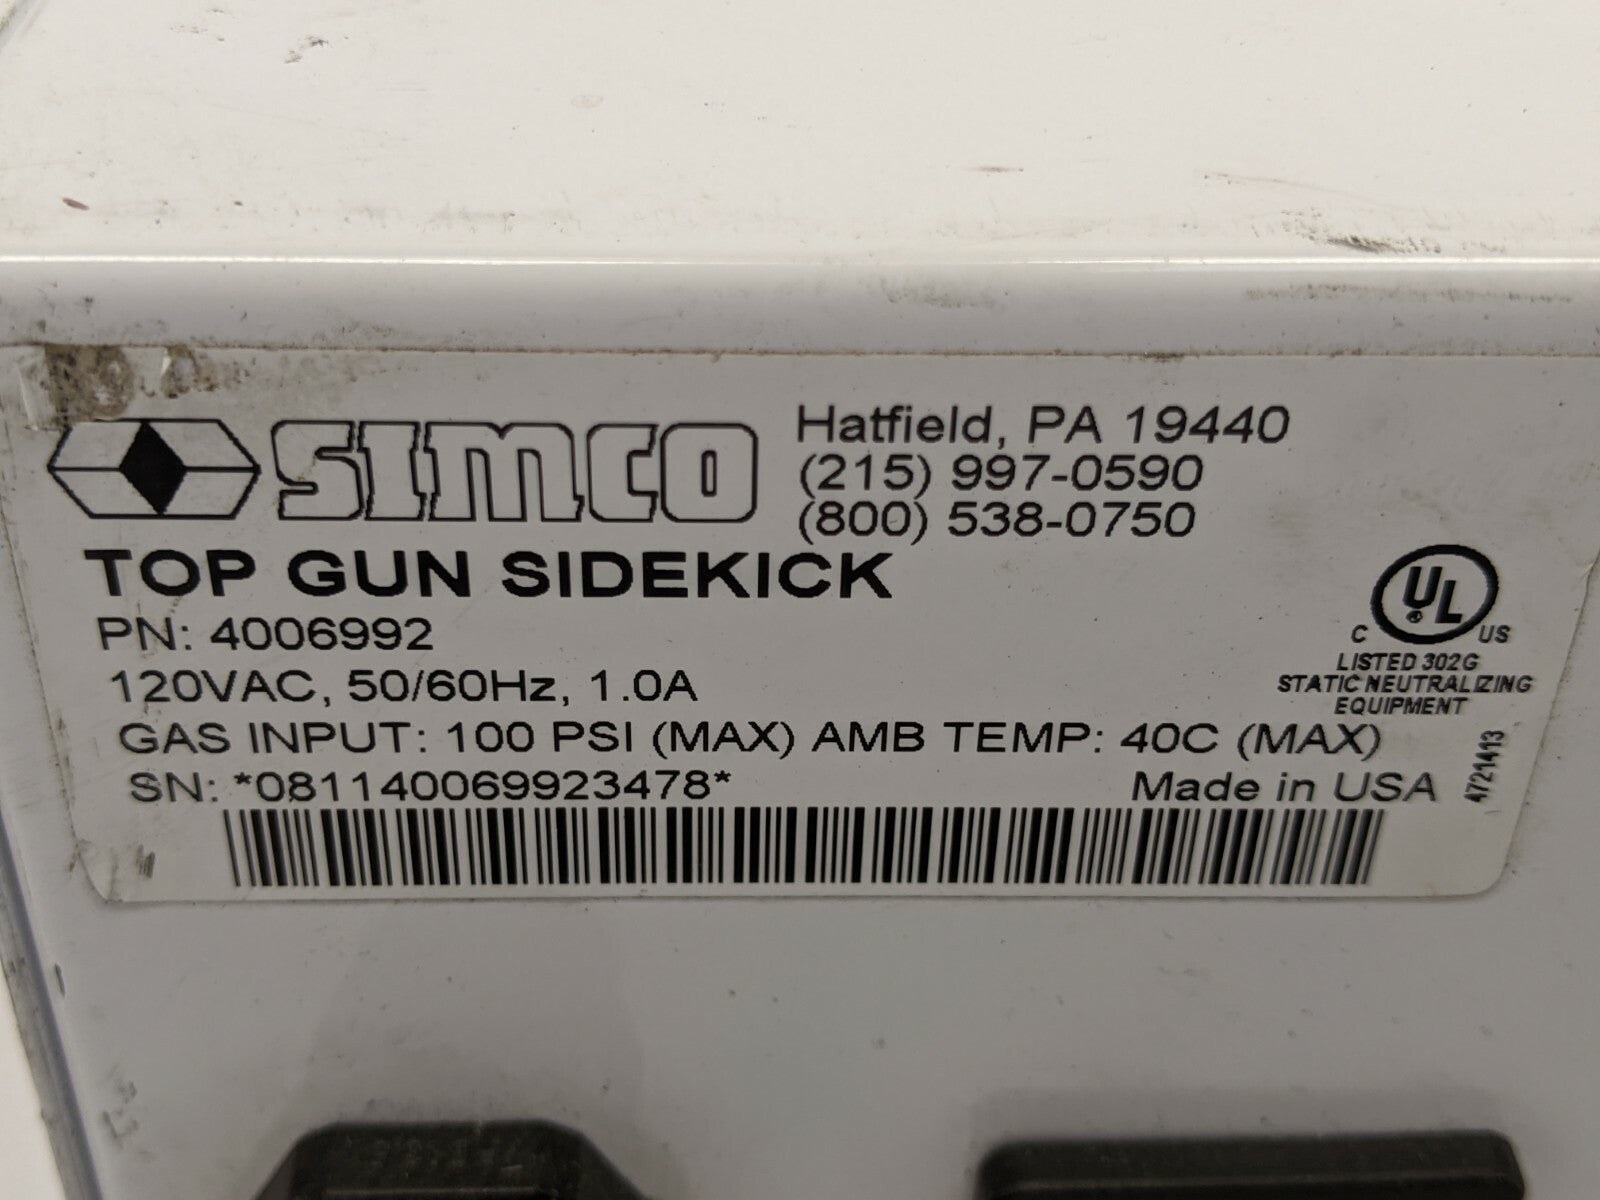 SIMCO
Hatfield, PA 19440
(215) 997-0590
(800) 538-0750
TOP GUN SIDEKICK
PN: 4006992
120VAC, 50/60Hz, 1.0A
GAS INPUT: 100 PSI (MAX) AMB TEMP: 40C (MAX)
SN: *081140069923478*
Made in USA
UL
C US
LISTED 302G
STATIC NEUTRALIZING
EQUIPMENT
4721413